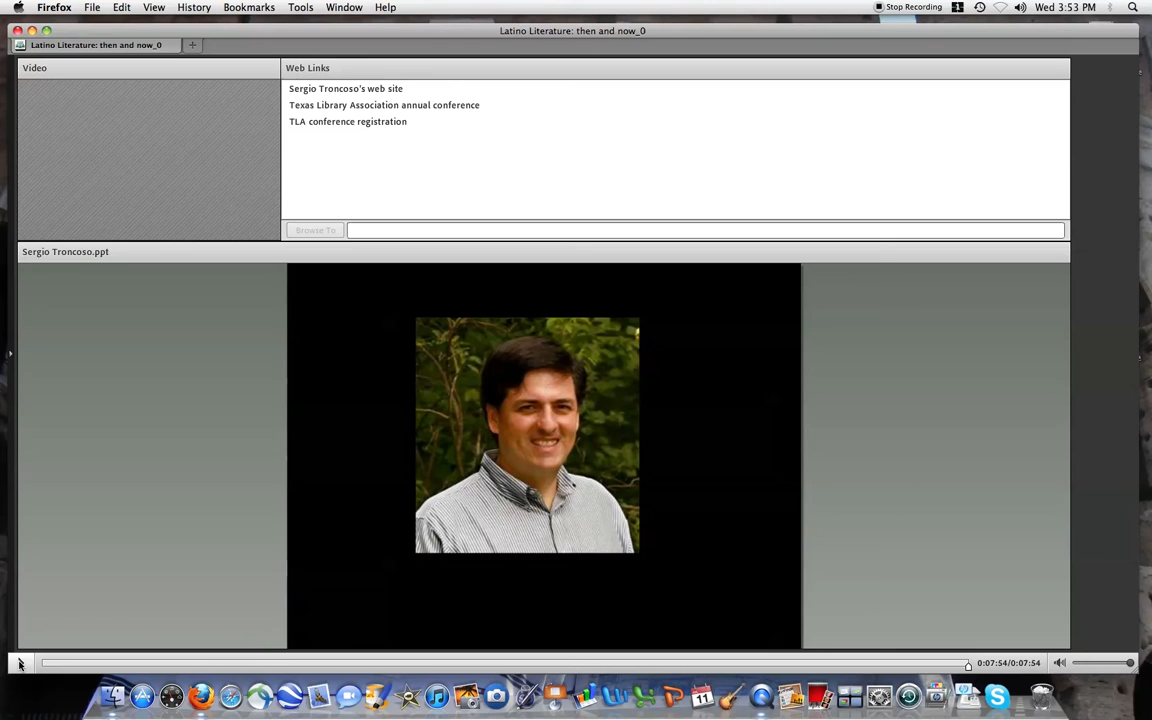 Firefox File Edit View History Bookmarks Tools Window Help Stop Recording 1 Wed 3:53 PM
Latino Literature: then and now_0
Latino Literature: then and now_0 +
Video Web Links
Sergio Troncoso's web site
Texas Library Association annual conference
TLA conference registration
Browse To
Sergio Troncoso.ppt
0:07:54/0:07:54
11